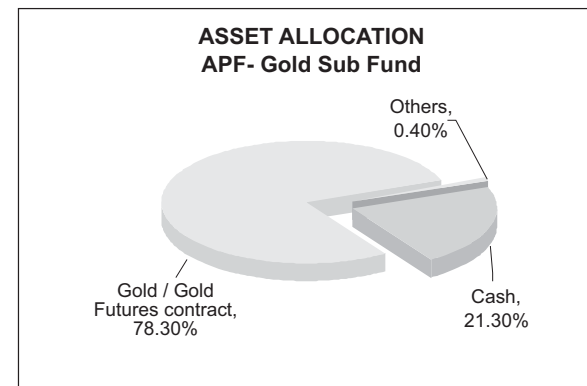 ASSET ALLOCATION
APF- Gold Sub Fund
Others,
0.40%
Gold / Gold
Futures contract,
78.30%
Cash,
21.30%